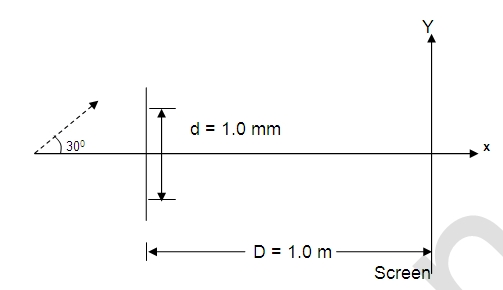 Y
d = 1.0 mm
30⁰
x
D = 1.0 m
Screen